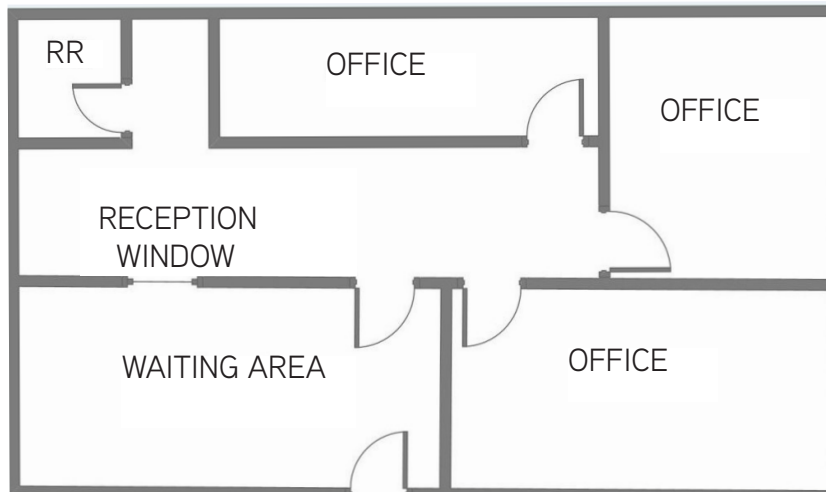 RR
OFFICE
OFFICE
RECEPTION
WINDOW
WAITING AREA
OFFICE